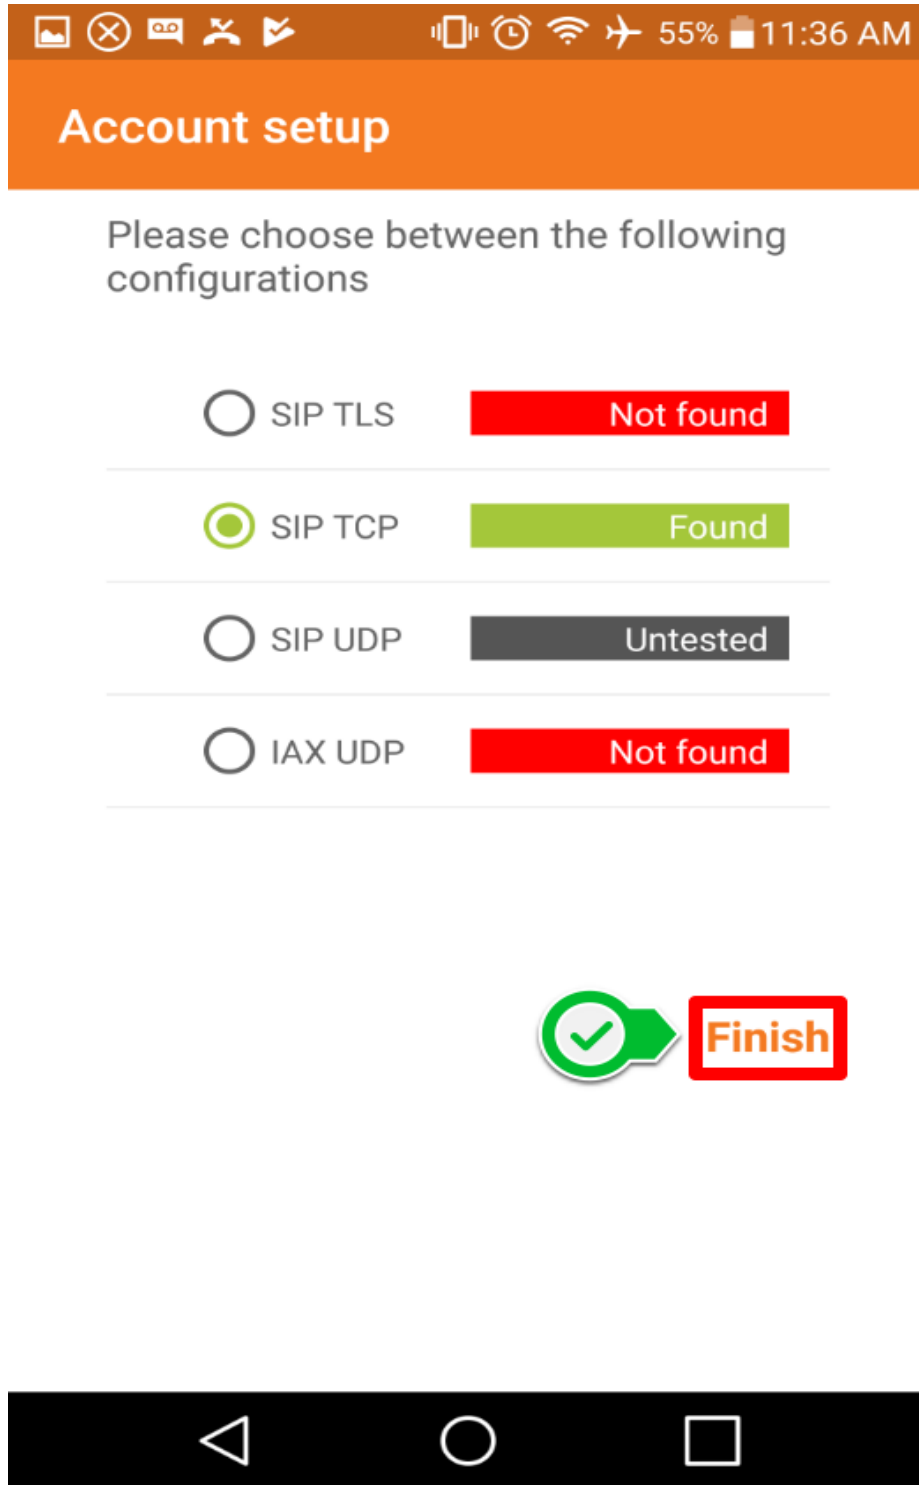 55% 11:36 AM
Account setup
Please choose between the following
configurations
SIP TLS Not found
SIP TCP Found
SIP UDP Untested
IAX UDP Not found
Finish